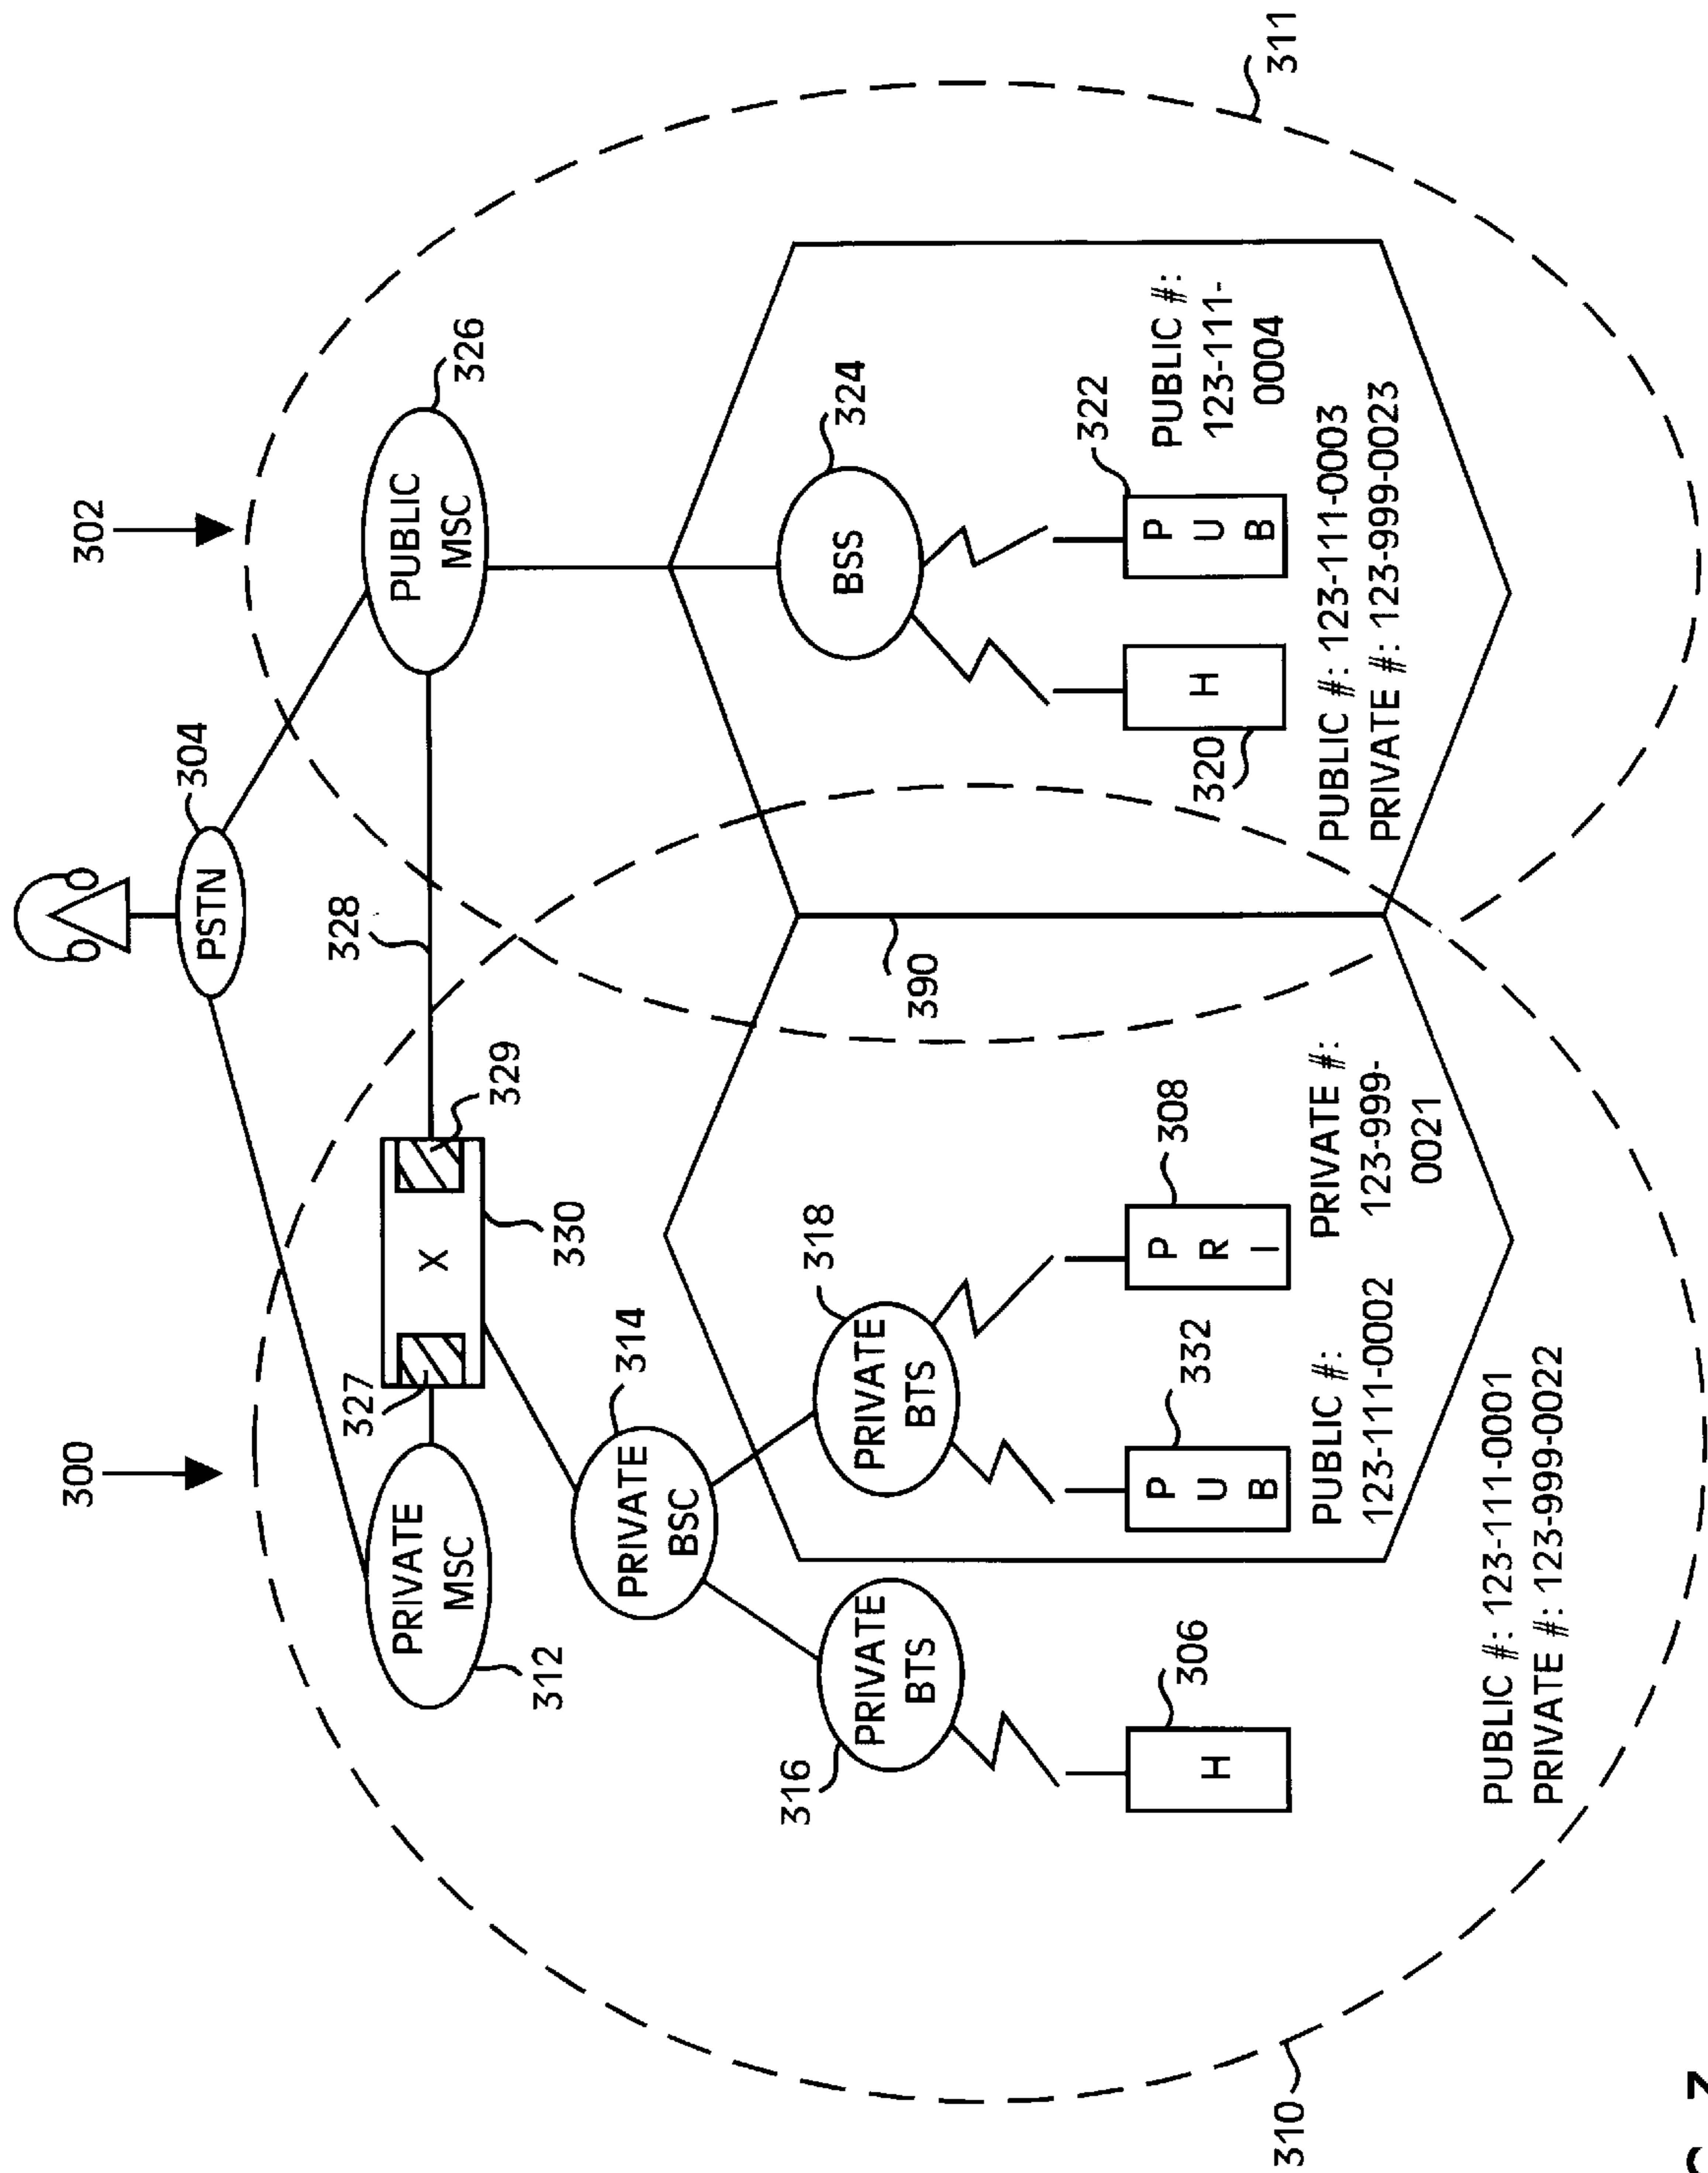 300
302
304
PSTN
328
PRIVATE
MSC
312
327
X
329
330
PUBLIC
MSC
326
311
314
PRIVATE
BSC
318
PRIVATE
BTS
316
PRIVATE
BTS
390
BSS
324
306
H
332
P
U
B
308
P
R
I
320
H
322
P
U
B
PUBLIC #:
123-111-0002
PRIVATE #:
123-999-
0021
PUBLIC #:
123-111-
0004
PUBLIC #: 123-111-0003
PRIVATE #: 123-999-0023
PUBLIC #: 123-111-0001
PRIVATE #: 123-999-0022
310